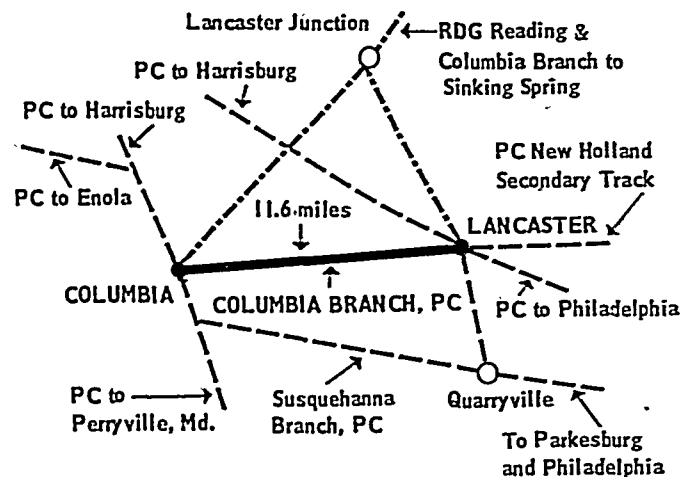 Lancaster Junction
RDG Reading &
Columbia Branch to
Sinking Spring
PC to Harrisburg
PC to Harrisburg
PC to Enola
PC New Holland
Secondary Track
11.6 miles
LANCASTER
COLUMBIA
COLUMBIA BRANCH, PC
PC to Philadelphia
PC to
Perryville, Md.
Susquehanna
Branch, PC
Quarryville
To Parkesburg
and Philadelphia